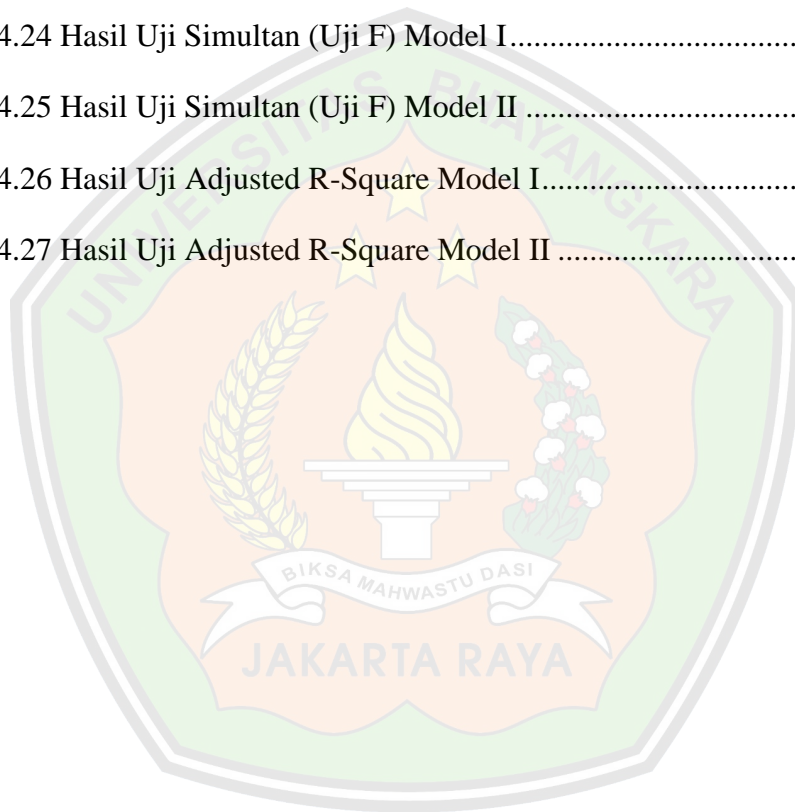 4.24 Hasil Uji Simultan (Uji F) Model I....................................
4.25 Hasil Uji Simultan (Uji F) Model II ..................................
4.26 Hasil Uji Adjusted R-Square Model I................................
4.27 Hasil Uji Adjusted R-Square Model II ..............................
UNIVERSITAS BHAYANGKARA
BIKSA MAHWASTU DASI
JAKARTA RAYA